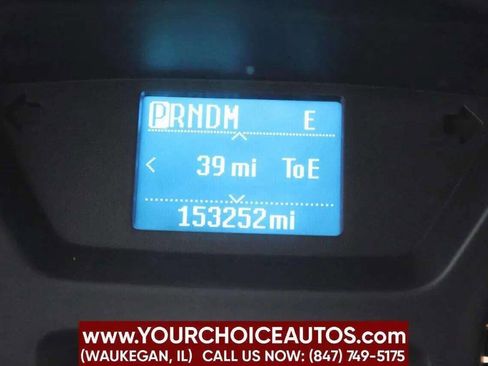 PRNDM E
39 mi ToE
153252mi
WWW.YOURCHOICEAUTOS.COM
(WAUKEGAN, IL) CALL US NOW: (847) 749-5175